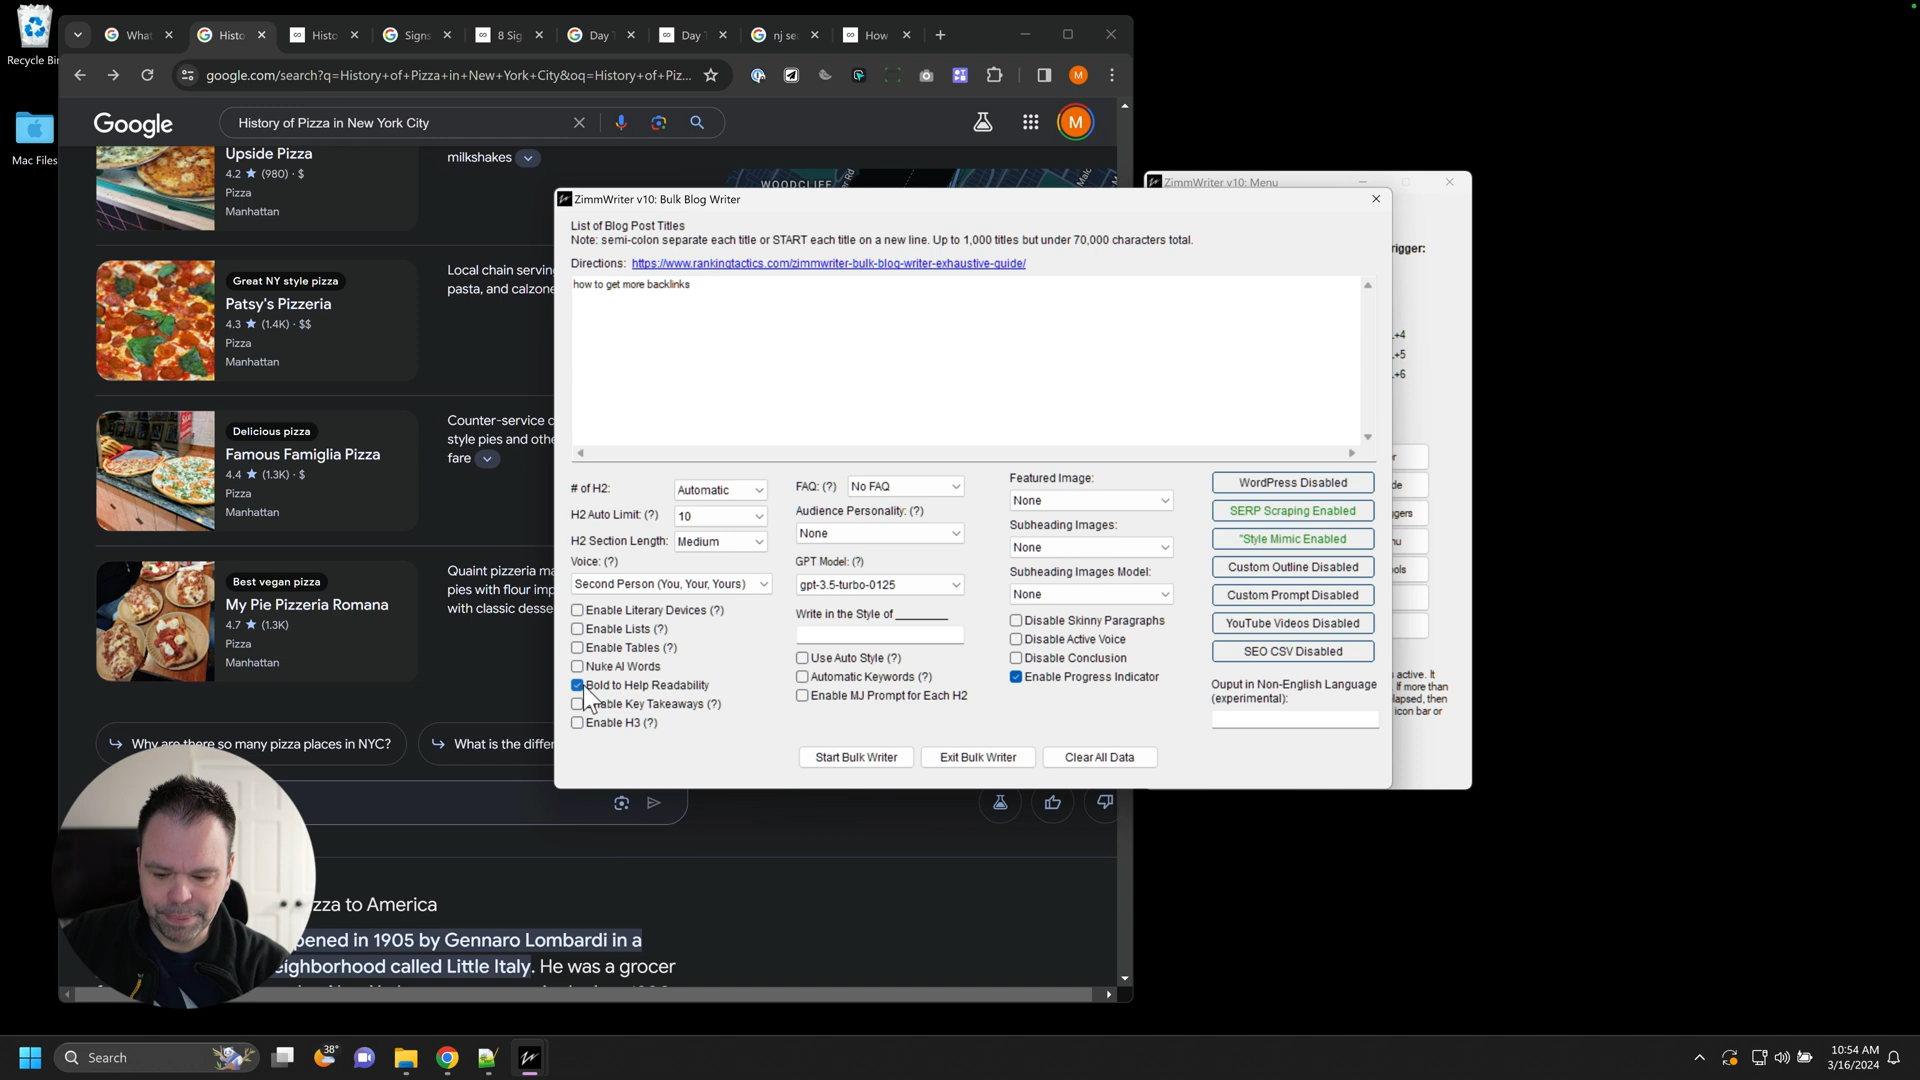 Recycle Bin
Mac Files
What
Histo
Histo
Signs
8 Sig
Day
Day
nj se
How
google.com/search?q=History+of+Pizza+in+New+York+City&oq=History+of+Piz...
M
Google
History of Pizza in New York City
M
Upside Pizza
4.2 ★ (980) · $
Pizza
Manhattan
milkshakes
WOODCLIFF
Great NY style pizza
Patsy's Pizzeria
4.3 ★ (1.4K) · $$
Pizza
Manhattan
Local chain servin
pasta, and calzone
Delicious pizza
Famous Famiglia Pizza
4.4 ★ (1.3K) · $
Pizza
Manhattan
Counter-service c
style pies and othe
fare
Best vegan pizza
My Pie Pizzeria Romana
4.7 ★ (1.3K)
Pizza
Manhattan
Quaint pizzeria ma
pies with flour imp
with classic desse
Why are there so many pizza places in NYC?
What is the differ
zza to America
pened in 1905 by Gennaro Lombardi in a
eighborhood called Little Italy. He was a grocer
ZimmWriter v10: Menu
rigger:
+4
+5
+6
active. It
If more than
lapsed, then
icon bar or
ZimmWriter v10: Bulk Blog Writer
List of Blog Post Titles
Note: semi-colon separate each title or START each title on a new line. Up to 1,000 titles but under 70,000 characters total.
Directions: https://www.rankingtactics.com/zimmwriter-bulk-blog-writer-exhaustive-guide/
how to get more backlinks
# of H2: Automatic
H2 Auto Limit: (?) 10
H2 Section Length: Medium
Voice: (?)
Second Person (You, Your, Yours)
Enable Literary Devices (?)
Enable Lists (?)
Enable Tables (?)
Nuke AI Words
Bold to Help Readability
Enable Key Takeaways (?)
Enable H3 (?)
FAQ: (?) No FAQ
Audience Personality: (?)
None
GPT Model: (?)
gpt-3.5-turbo-0125
Write in the Style of
Use Auto Style (?)
Automatic Keywords (?)
Enable MJ Prompt for Each H2
Featured Image:
None
Subheading Images:
None
Subheading Images Model:
None
Disable Skinny Paragraphs
Disable Active Voice
Disable Conclusion
Enable Progress Indicator
WordPress Disabled
SERP Scraping Enabled
"Style Mimic Enabled
Custom Outline Disabled
Custom Prompt Disabled
YouTube Videos Disabled
SEO CSV Disabled
Ouput in Non-English Language
(experimental):
Start Bulk Writer
Exit Bulk Writer
Clear All Data
Search
38°
10:54 AM
3/16/2024